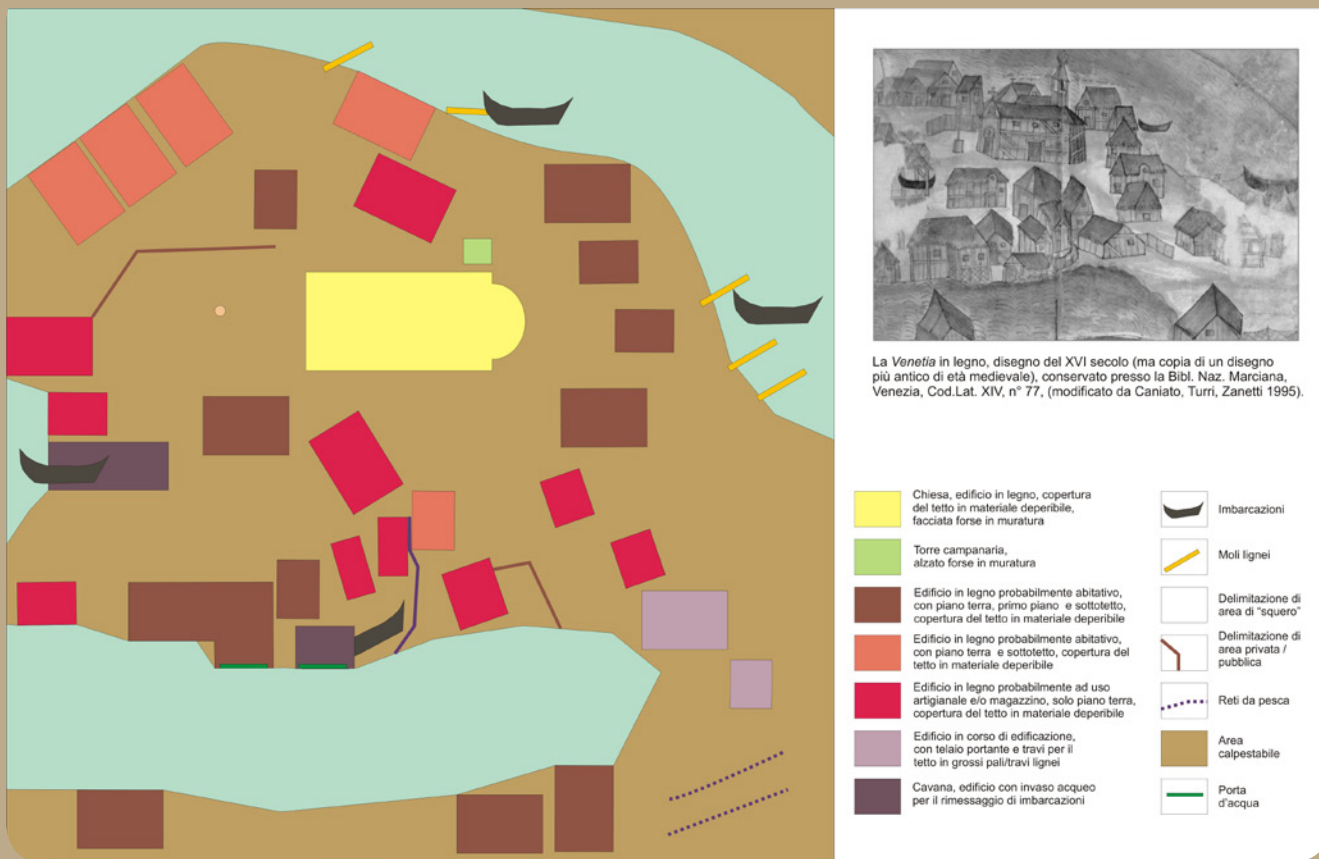 La Venetia in legno, disegno del XVI secolo (ma copia di un disegno
più antico di età medievale), conservato presso la Bibl. Naz. Marciana,
Venezia, Cod.Lat. XIV, n° 77, (modificato da Caniato, Turri, Zanetti 1995).
Chiesa, edificio in legno, copertura
del tetto in materiale deperibile,
facciata forse in muratura
Torre campanaria,
alzato forse in muratura
Edificio in legno probabilmente abitativo,
con piano terra, primo piano e sottotetto,
copertura del tetto in materiale deperibile
Edificio in legno probabilmente abitativo,
con piano terra e sottotetto, copertura del
tetto in materiale deperibile
Edificio in legno probabilmente ad uso
artigianale e/o magazzino, solo piano terra,
copertura del tetto in materiale deperibile
Edificio in corso di edificazione,
con telaio portante e travi per il
tetto in grossi pali/travi lignei
Cavana, edificio con invaso acqueo
per il rimessaggio di imbarcazioni
Imbarcazioni
Moli lignei
Delimitazione di
area di "squero"
Delimitazione di
area privata /
pubblica
Reti da pesca
Area
calpestabile
Porta
d'acqua